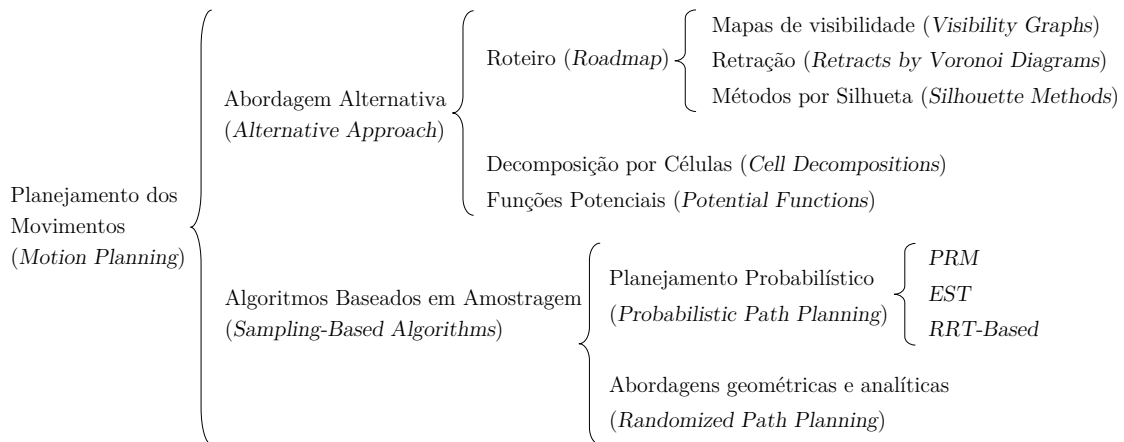 Planejamento dos
Movimentos
(Motion Planning)
Abordagem Alternativa
(Alternative Approach)
Roteiro (Roadmap)
Mapas de visibilidade (Visibility Graphs)
Retração (Retracts by Voronoi Diagrams)
Métodos por Silhueta (Silhouette Methods)
Decomposição por Células (Cell Decompositions)
Funções Potenciais (Potential Functions)
Algoritmos Baseados em Amostragem
(Sampling-Based Algorithms)
Planejamento Probabilístico
(Probabilistic Path Planning)
PRM
EST
RRT-Based
Abordagens geométricas e analíticas
(Randomized Path Planning)